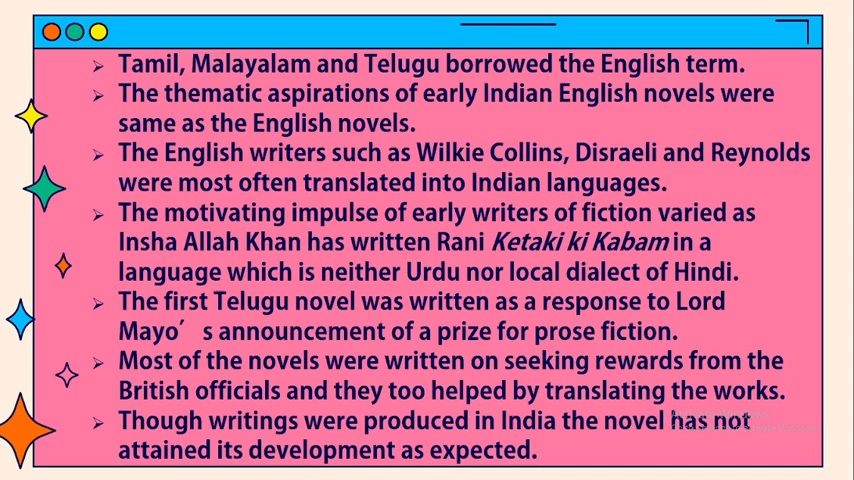 Tamil, Malayalam and Telugu borrowed the English term.
The thematic aspirations of early Indian English novels were
same as the English novels.
The English writers such as Wilkie Collins, Disraeli and Reynolds
were most often translated into Indian languages.
The motivating impulse of early writers of fiction varied as
Insha Allah Khan has written Rani Ketaki ki Kabam in a
language which is neither Urdu nor local dialect of Hindi.
The first Telugu novel was written as a response to Lord
Mayo’ s announcement of a prize for prose fiction.
Most of the novels were written on seeking rewards from the
British officials and they too helped by translating the works.
Though writings were produced in India the novel has not
attained its development as expected.